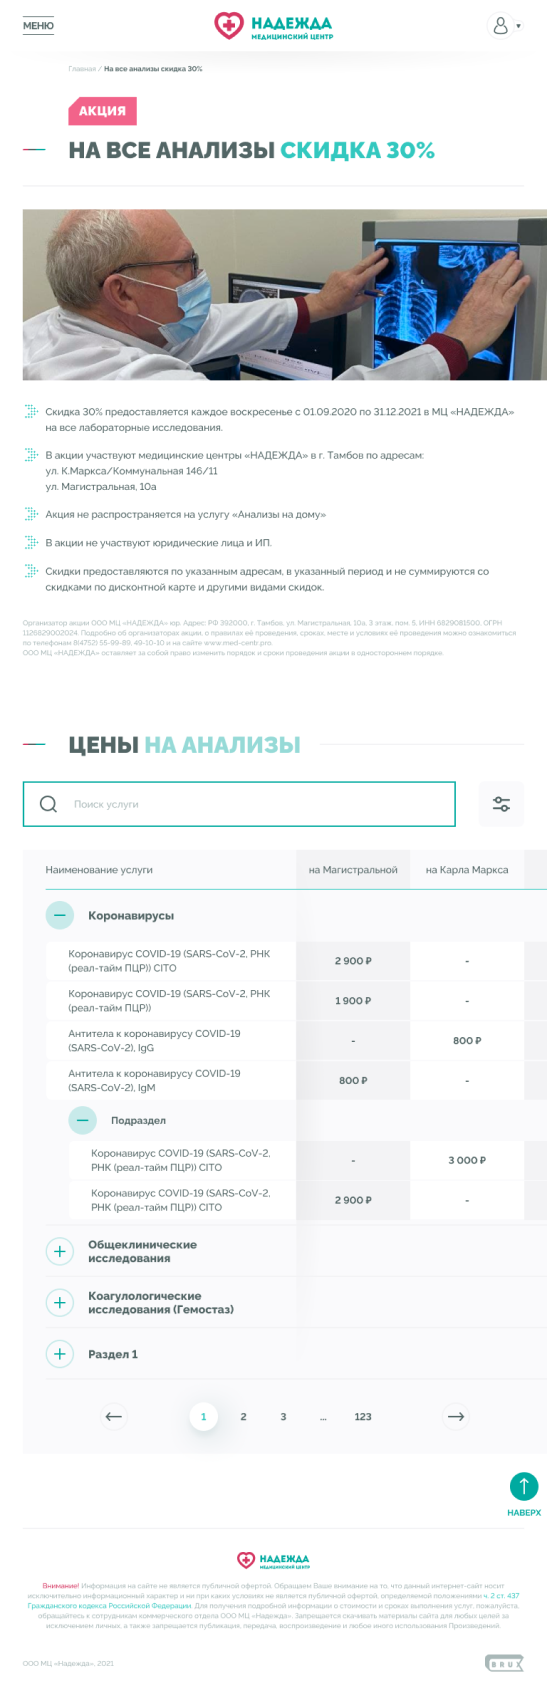 МЕНЮ
НАДЕЖДА
МЕДИЦИНСКИЙ ЦЕНТР
Главная / На все анализы скидка 30%
АКЦИЯ
НА ВСЕ АНАЛИЗЫ СКИДКА 30%
Скидка 30% предоставляется каждое воскресенье с 01.09.2020 по 31.12.2021 в МЦ «НАДЕЖДА»
на все лабораторные исследования.
В акции участвуют медицинские центры «НАДЕЖДА» в г. Тамбов по адресам:
ул. К.Маркса/Коммунальная 146/11
ул. Магистральная, 10а
Акция не распространяется на услугу «Анализы на дому»
В акции не участвуют юридические лица и ИП.
Скидки предоставляются по указанным адресам, в указанный период и не суммируются со
скидками по дисконтной карте и другими видами скидок.
Организатор акции ООО МЦ «НАДЕЖДА» юр. Адрес: РФ 392000, г. Тамбов, ул. Магистральная, 10а, 3 этаж, пом. 5, ИНН 6829081500, ОГРН
1126829002024. Подробно об организаторах акции, о правилах её проведения, сроках, месте и условиях её проведения можно ознакомиться
по телефонам 8(4752) 55-99-89, 49-10-10 и на сайте www.med-centr.pro.
ООО МЦ «НАДЕЖДА» оставляет за собой право изменить порядок и сроки проведения акции в одностороннем порядке.
ЦЕНЫ НА АНАЛИЗЫ
Поиск услуги
Наименование услуги на Магистральной на Карла Маркса
Коронавирусы
Коронавирус COVID-19 (SARS-CoV-2, РНК
(реал-тайм ПЦР)) CITO 2 900 ₽ -
Коронавирус COVID-19 (SARS-CoV-2, РНК
(реал-тайм ПЦР)) 1 900 ₽ -
Антитела к коронавирусу COVID-19
(SARS-CoV-2), IgG - 800 ₽
Антитела к коронавирусу COVID-19
(SARS-CoV-2), IgM 800 ₽ -
Подраздел
Коронавирус COVID-19 (SARS-CoV-2,
РНК (реал-тайм ПЦР)) CITO - 3 000 ₽
Коронавирус COVID-19 (SARS-CoV-2,
РНК (реал-тайм ПЦР)) CITO 2 900 ₽ -
Общеклинические
исследования
Коагулологические
исследования (Гемостаз)
Раздел 1
1 2 3 ... 123
НАВЕРХ
НАДЕЖДА
МЕДИЦИНСКИЙ ЦЕНТР
Внимание! Информация на сайте не является публичной офертой. Обращаем Ваше внимание на то, что данный интернет-сайт носит
исключительно информационный характер и ни при каких условиях не является публичной офертой, определяемой положениями ч. 2 ст. 437
Гражданского кодекса Российской Федерации. Для получения подробной информации о стоимости и сроках выполнения услуг, пожалуйста,
обращайтесь к сотрудникам коммерческого отдела ООО МЦ «Надежда». Запрещается скачивать материалы сайта для любых целей за
исключением личных, а также запрещается публикация, передача, воспроизведение и любое иного использования Произведений.
ООО МЦ «Надежда», 2021
BRUX